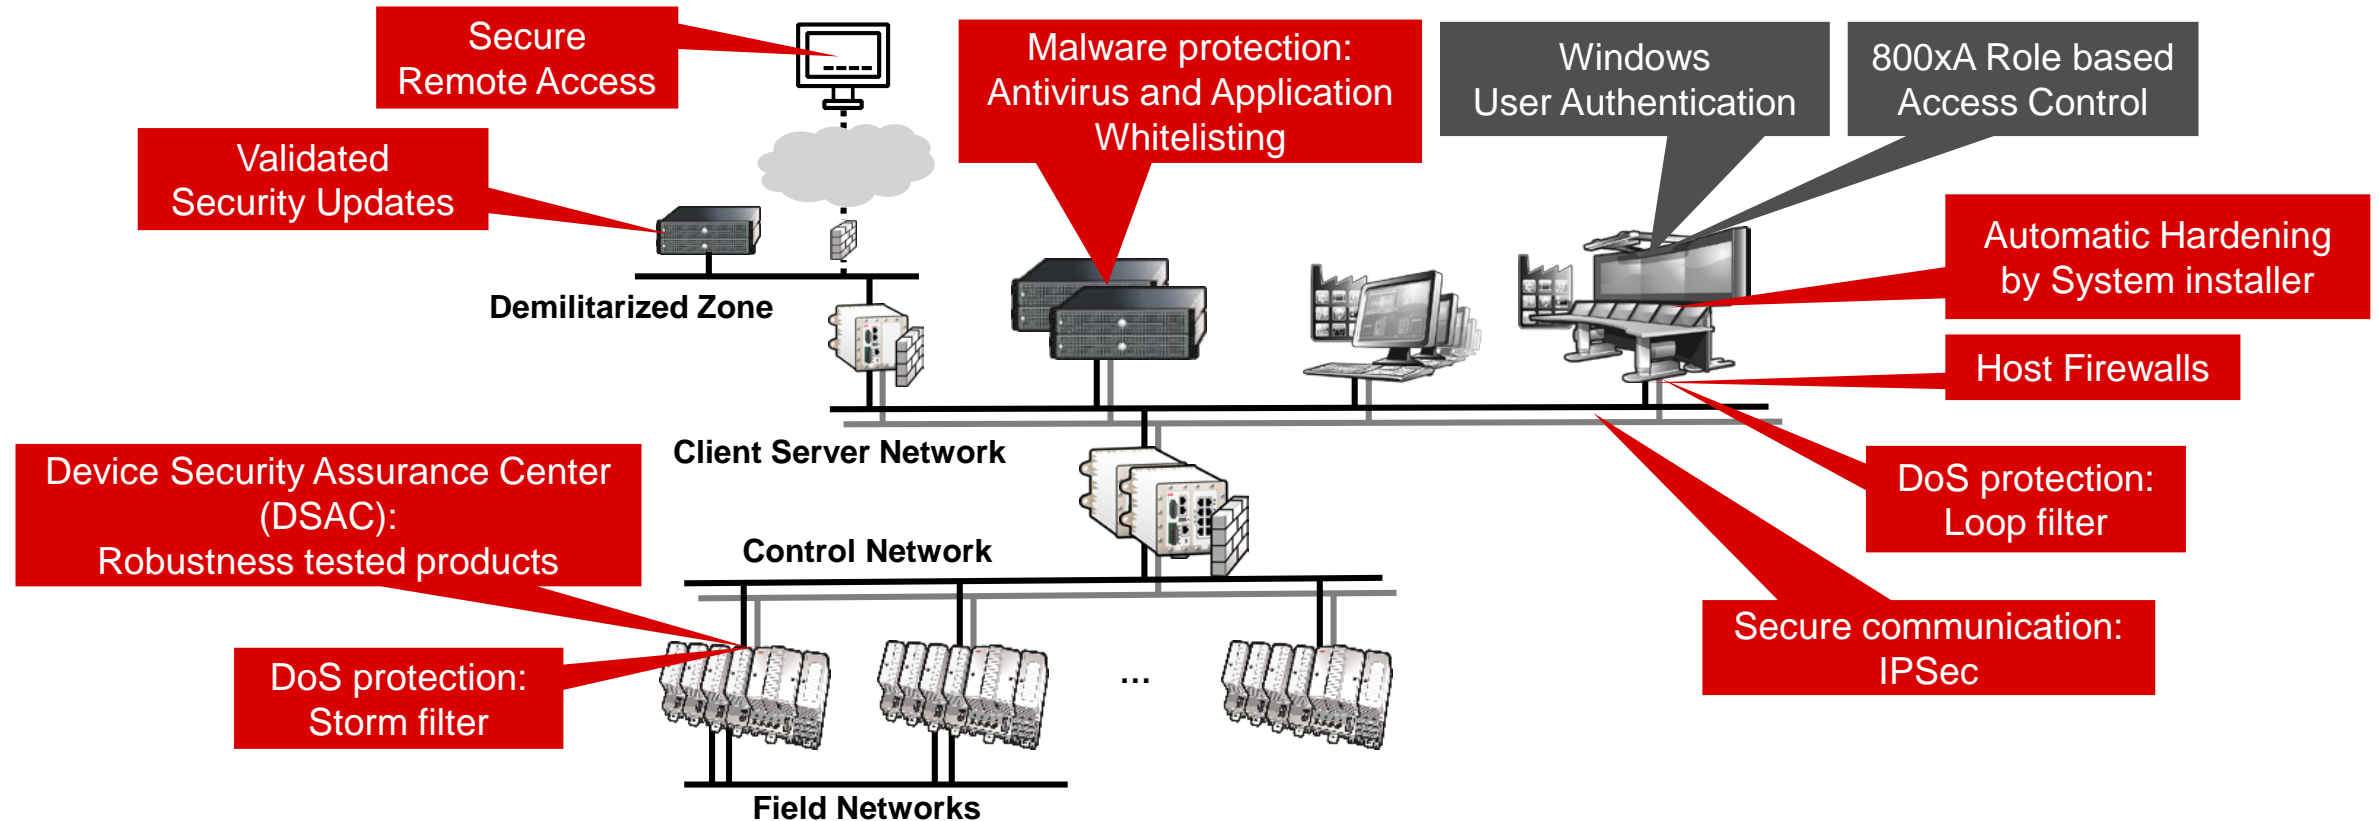 Secure
Remote Access
Malware protection:
Antivirus and Application
Whitelisting
Windows
User Authentication
800xA Role based
Access Control
Validated
Security Updates
Automatic Hardening
by System installer
Demilitarized Zone
Host Firewalls
Client Server Network
Device Security Assurance Center
(DSAC):
Robustness tested products
DoS protection:
Loop filter
Control Network
Secure communication:
IPSec
DoS protection:
Storm filter
...
Field Networks